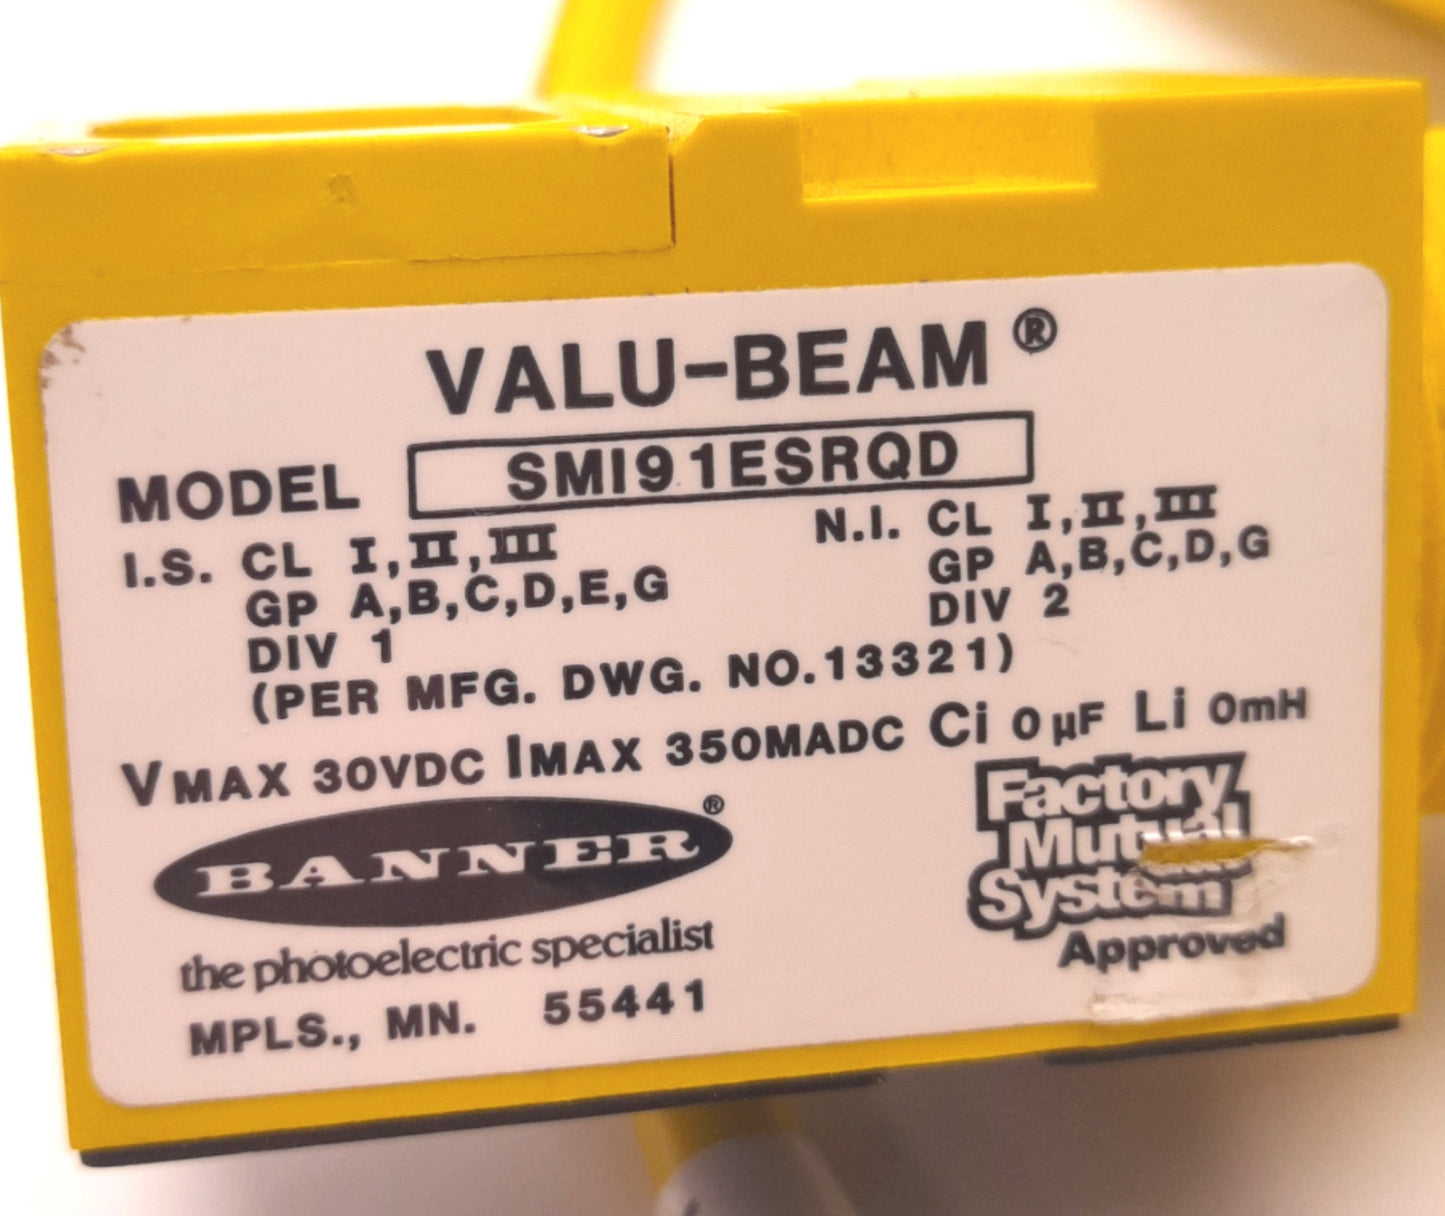 VALU-BEAM®
MODEL SMI91ESRQD
I.S. CL I,II,III N.I. CL I,II,III
GP A,B,C,D,E,G GP A,B,C,D,G
DIV 1 DIV 2
(PER MFG. DWG. NO.13321)
VMAX 30VDC IMAX 350MADC Ci 0µF Li 0mH
BANNER®
the photoelectric specialist
MPLS., MN. 55441
Factory
Mutual
System
Approved